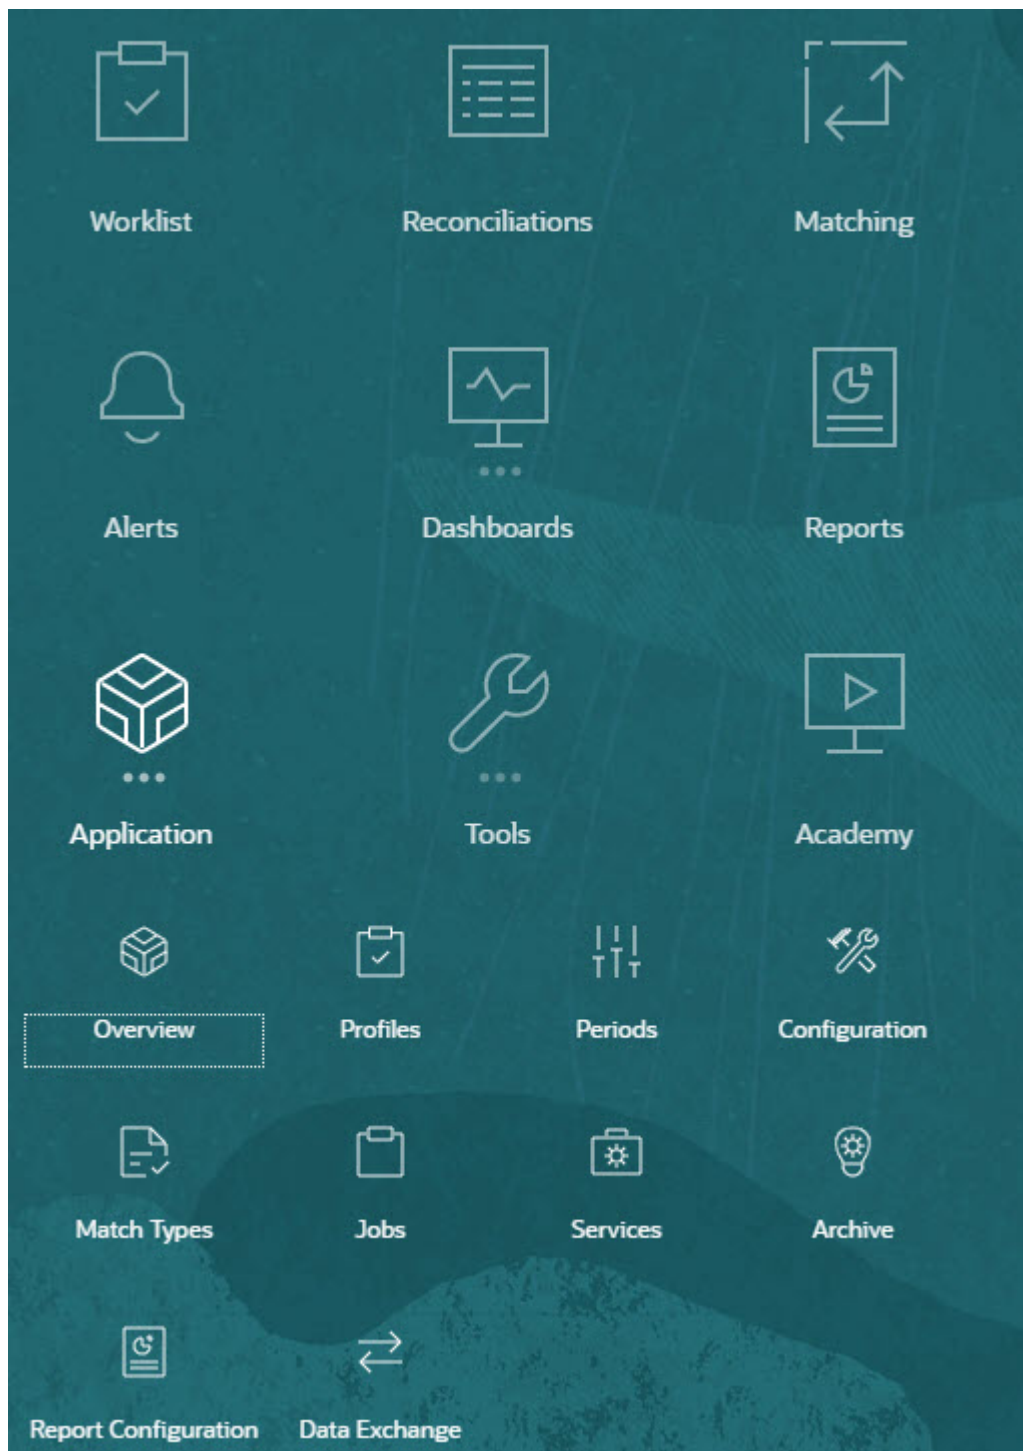 Worklist
Reconciliations
Matching
Alerts
Dashboards
Reports
Application
Tools
Academy
Overview
Profiles
Periods
Configuration
Match Types
Jobs
Services
Archive
Report Configuration
Data Exchange